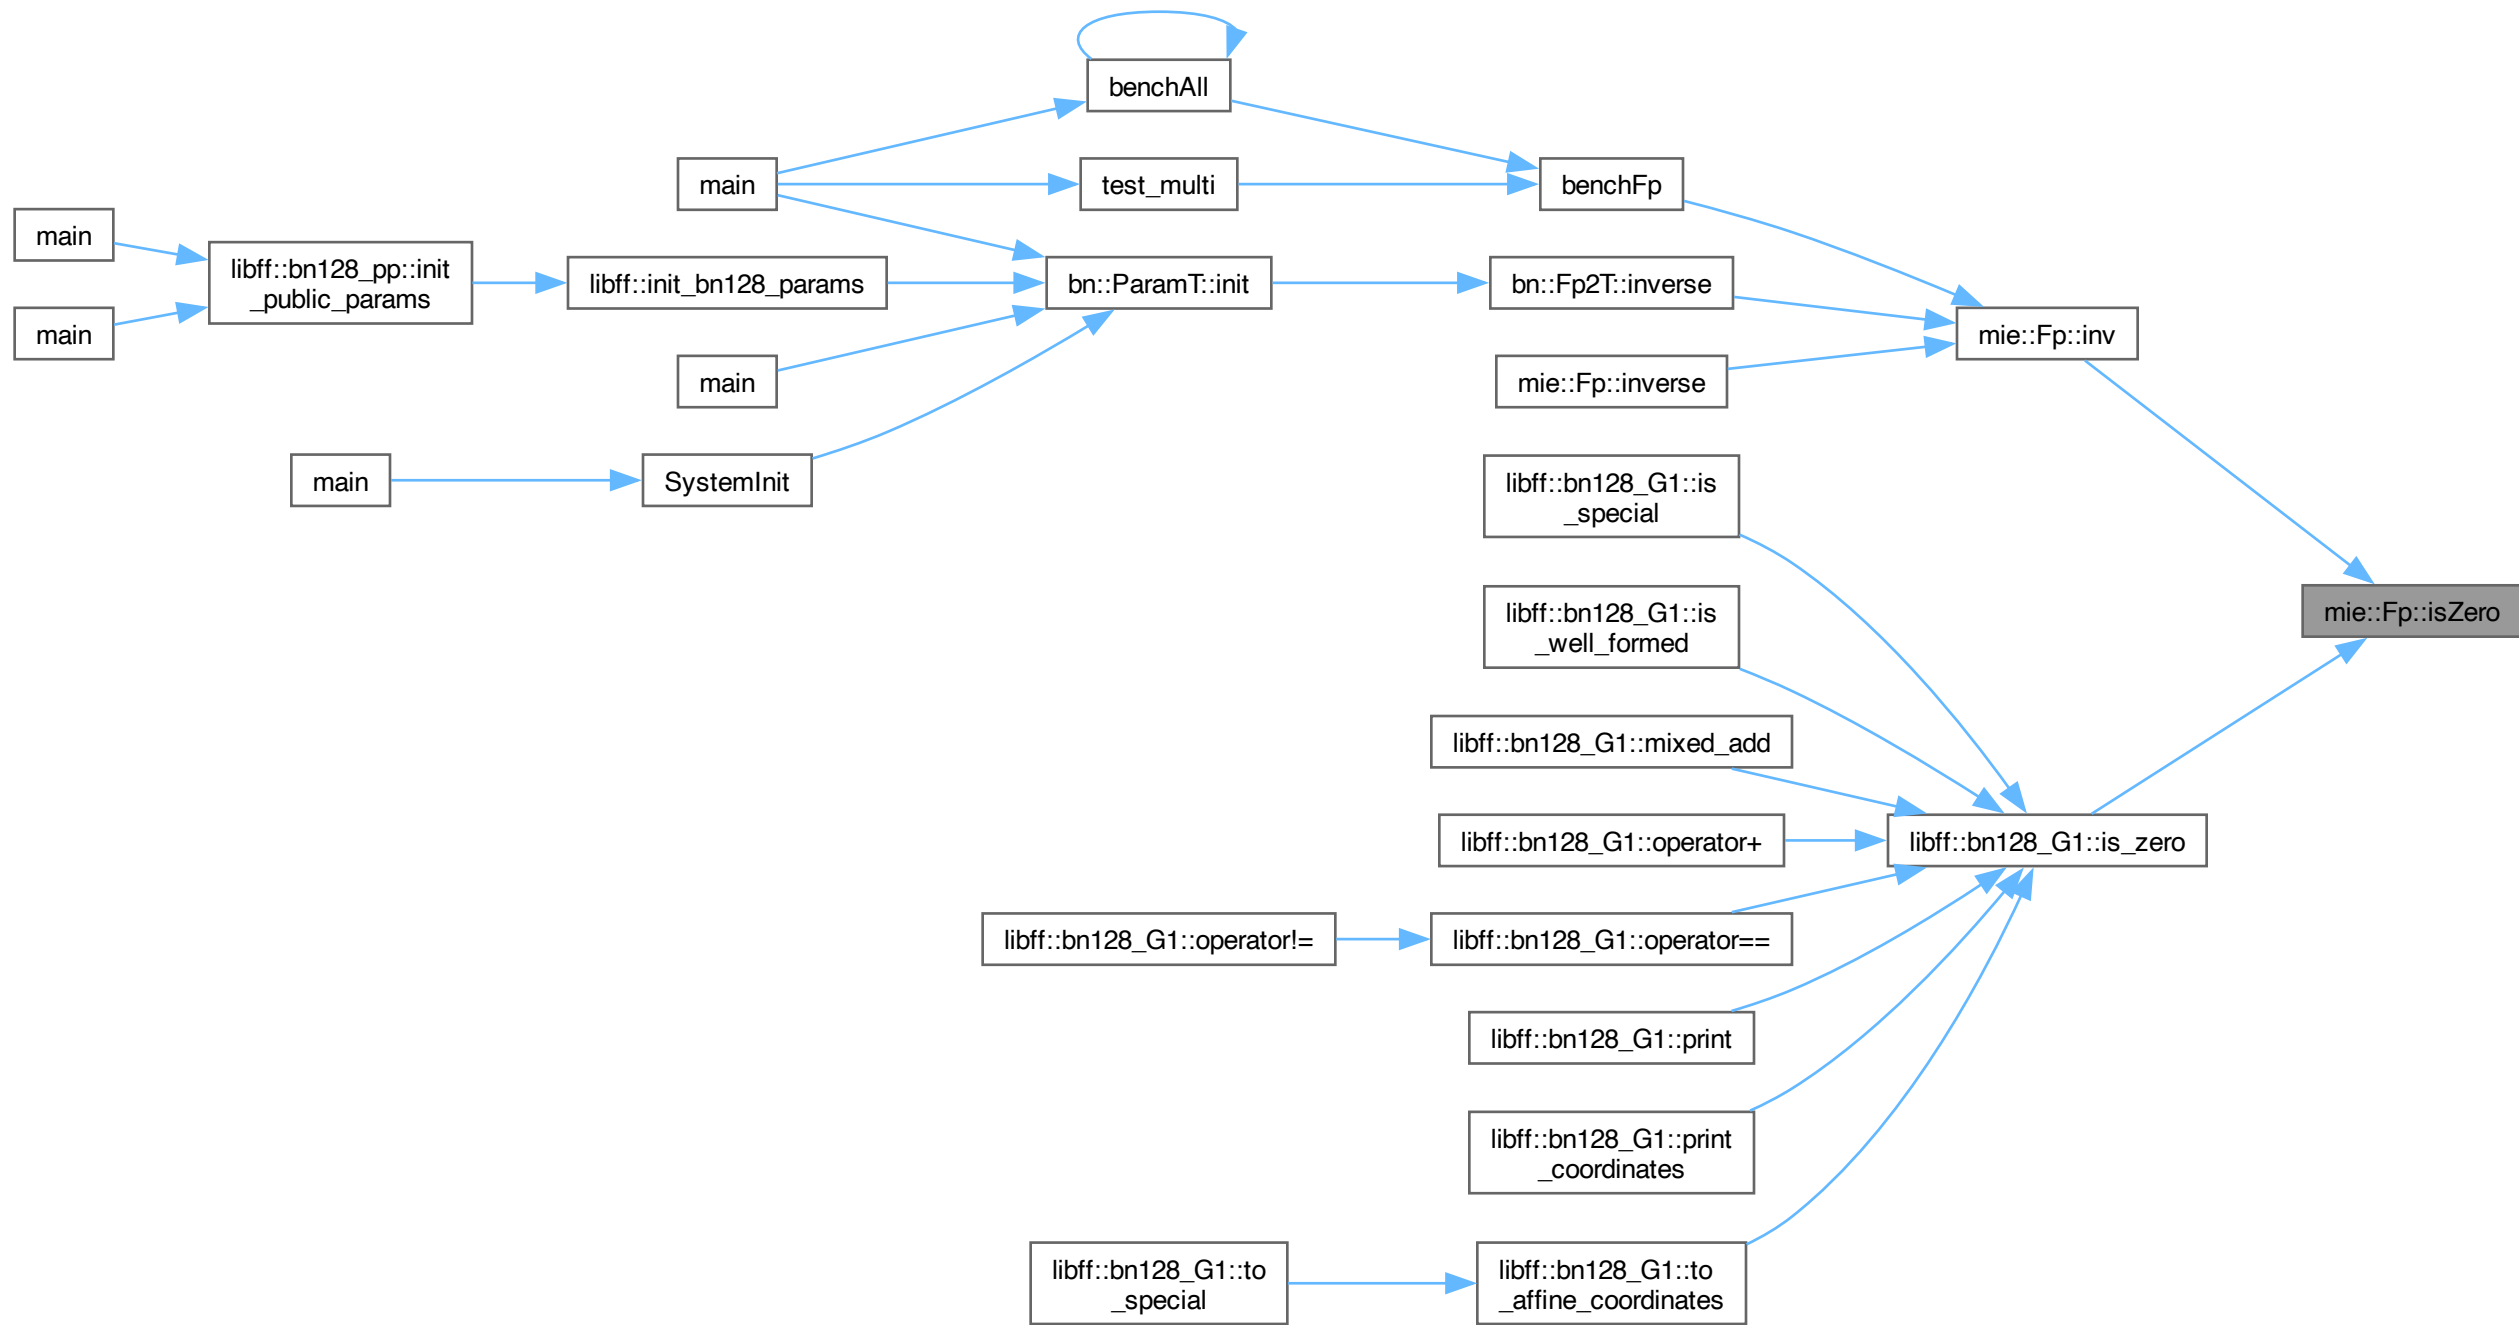 benchAll
main
test_multi
benchFp
main
libff::bn128_pp::init
_public_params
libff::init_bn128_params
bn::ParamT::init
bn::Fp2T::inverse
main
mie::Fp::inv
main
mie::Fp::inverse
main
SystemInit
libff::bn128_G1::is
_special
libff::bn128_G1::is
_well_formed
mie::Fp::isZero
libff::bn128_G1::mixed_add
libff::bn128_G1::operator+
libff::bn128_G1::is_zero
libff::bn128_G1::operator!=
libff::bn128_G1::operator==
libff::bn128_G1::print
libff::bn128_G1::print
_coordinates
libff::bn128_G1::to
_special
libff::bn128_G1::to
_affine_coordinates